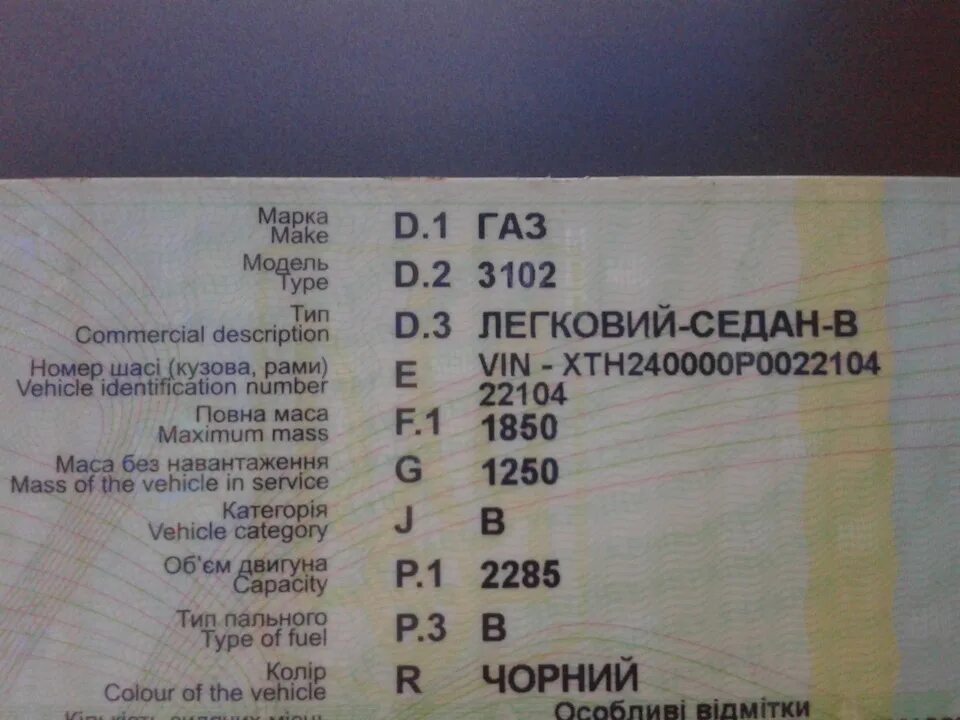 Марка
Make
D.1 ГАЗ
Модель
Type
D.2 3102
Тип
Commercial description
D.3 ЛЕГКОВИЙ-СЕДАН-В
Номер шасі (кузова, рами)
Vehicle identification number
E VIN - XTH240000P0022104
22104
Повна маса
Maximum mass
F.1 1850
Маса без навантаження
Mass of the vehicle in service
G 1250
Категорія
Vehicle category
J B
Об'єм двигуна
Capacity
P.1 2285
Тип пального
Type of fuel
P.3 B
Колір
Colour of the vehicle
R ЧОРНИЙ
Кількість сидячих місць
Особливі відмітки